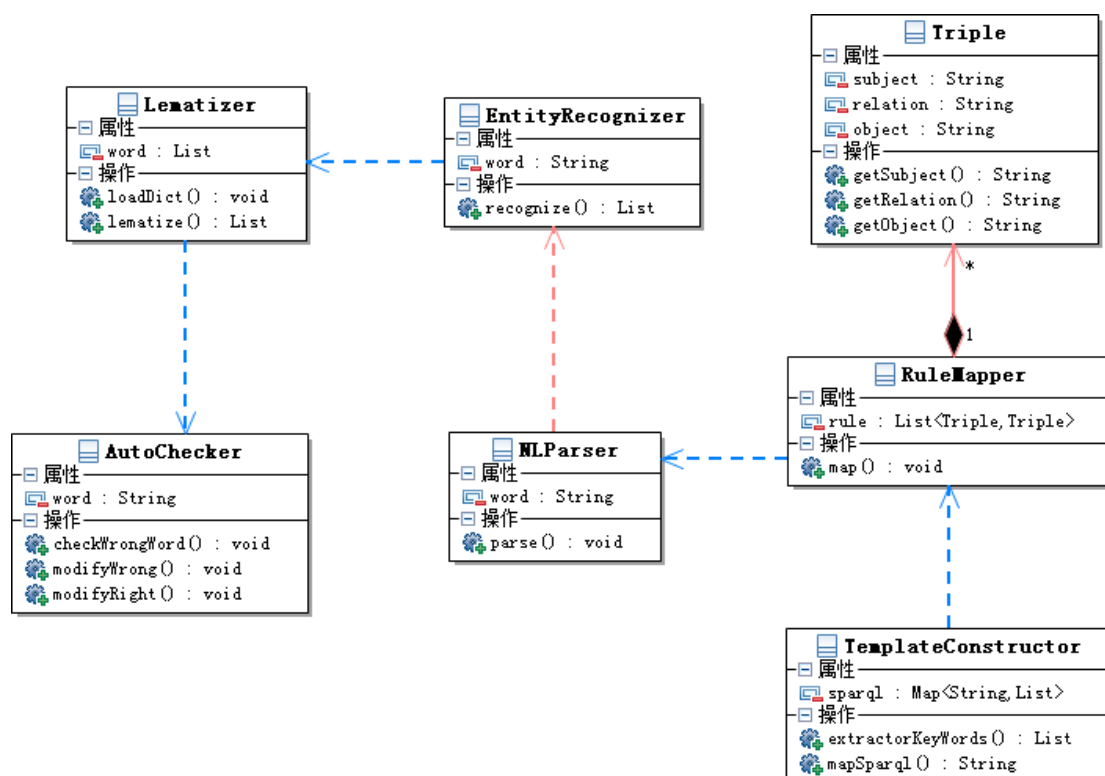 Triple
属性
subject : String
relation : String
object : String
操作
getSubject() : String
getRelation() : String
getObject() : String
Lematizer
属性
word : List
操作
loadDict() : void
lematize() : List
EntityRecognizer
属性
word : String
操作
recognize() : List
*
1
RuleMapper
属性
rule : List<Triple,Triple>
操作
map() : void
AutoChecker
属性
word : String
操作
checkWrongWord() : void
modifyWrong() : void
modifyRight() : void
NLParser
属性
word : String
操作
parse() : void
TemplateConstructor
属性
sparql : Map<String,List>
操作
extractorKeyWords() : List
mapSparql() : String